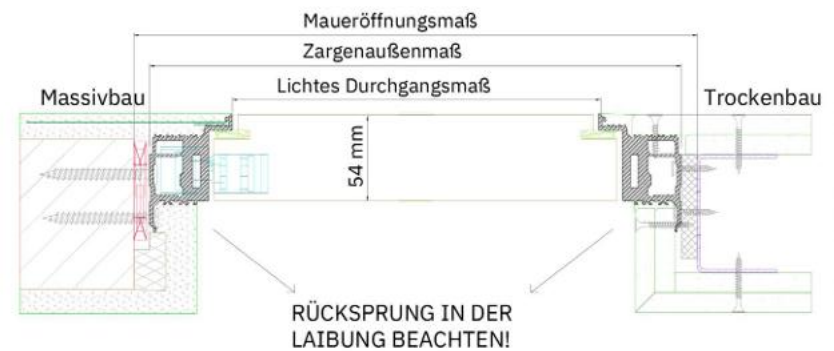 Maueröffnungsmaß
Zargenaußenmaß
Lichtes Durchgangsmaß
Massivbau
Trockenbau
54 mm
RÜCKSPRUNG IN DER
LAIBUNG BEACHTEN!